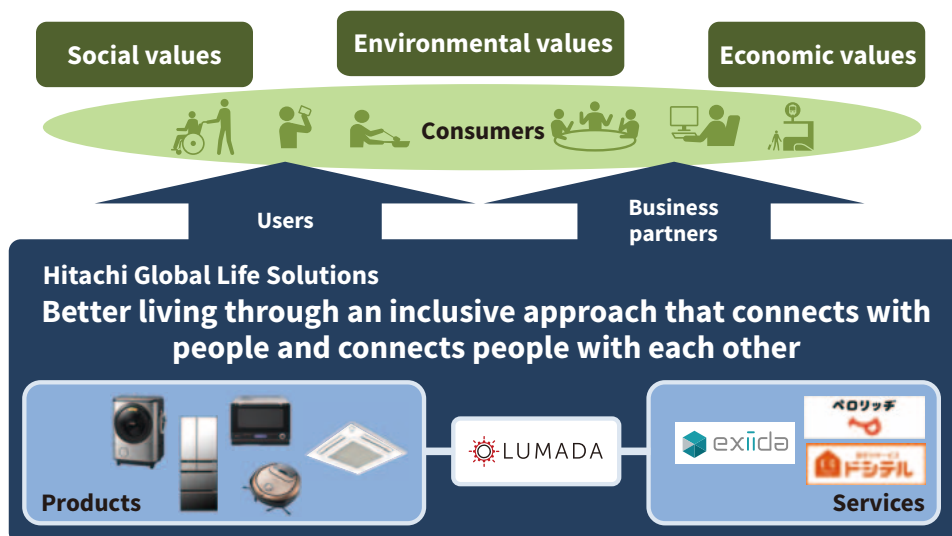 Social values
Environmental values
Economic values
Consumers
Users
Business
partners
Hitachi Global Life Solutions
Better living through an inclusive approach that connects with
people and connects people with each other
Products
LUMADA
exiida
ペロリッチ
ドシテル
Services